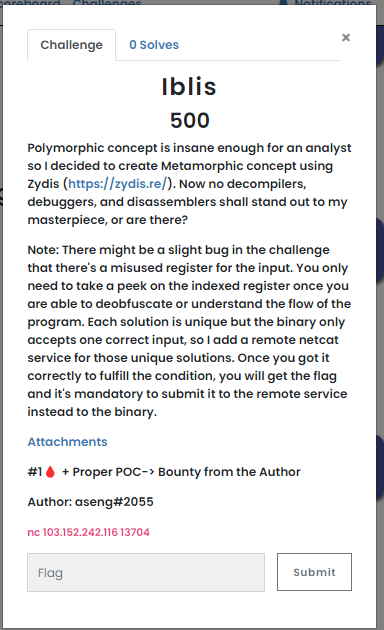 Scoreboard Challenges Notifications
Challenge
0 Solves
×
Iblis
500
Polymorphic concept is insane enough for an analyst
so I decided to create Metamorphic concept using
Zydis (https://zydis.re/). Now no decompilers,
debuggers, and disassemblers shall stand out to my
masterpiece, or are there?
Note: There might be a slight bug in the challenge
that there's a misused register for the input. You only
need to take a peek on the indexed register once you
are able to deobfuscate or understand the flow of the
program. Each solution is unique but the binary only
accepts one correct input, so I add a remote netcat
service for those unique solutions. Once you got it
correctly to fulfill the condition, you will get the flag
and it's mandatory to submit it to the remote service
instead to the binary.
Attachments
#1🩸 + Proper POC-> Bounty from the Author
Author: aseng#2055
nc 103.152.242.116 13704
Flag
Submit